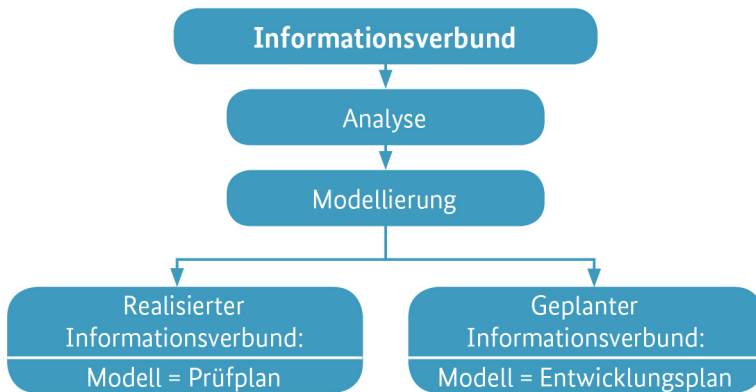 Informationsverbund
Analyse
Modellierung
Realisierter
Informationsverbund:
Modell = Prüfplan
Geplanter
Informationsverbund:
Modell = Entwicklungsplan